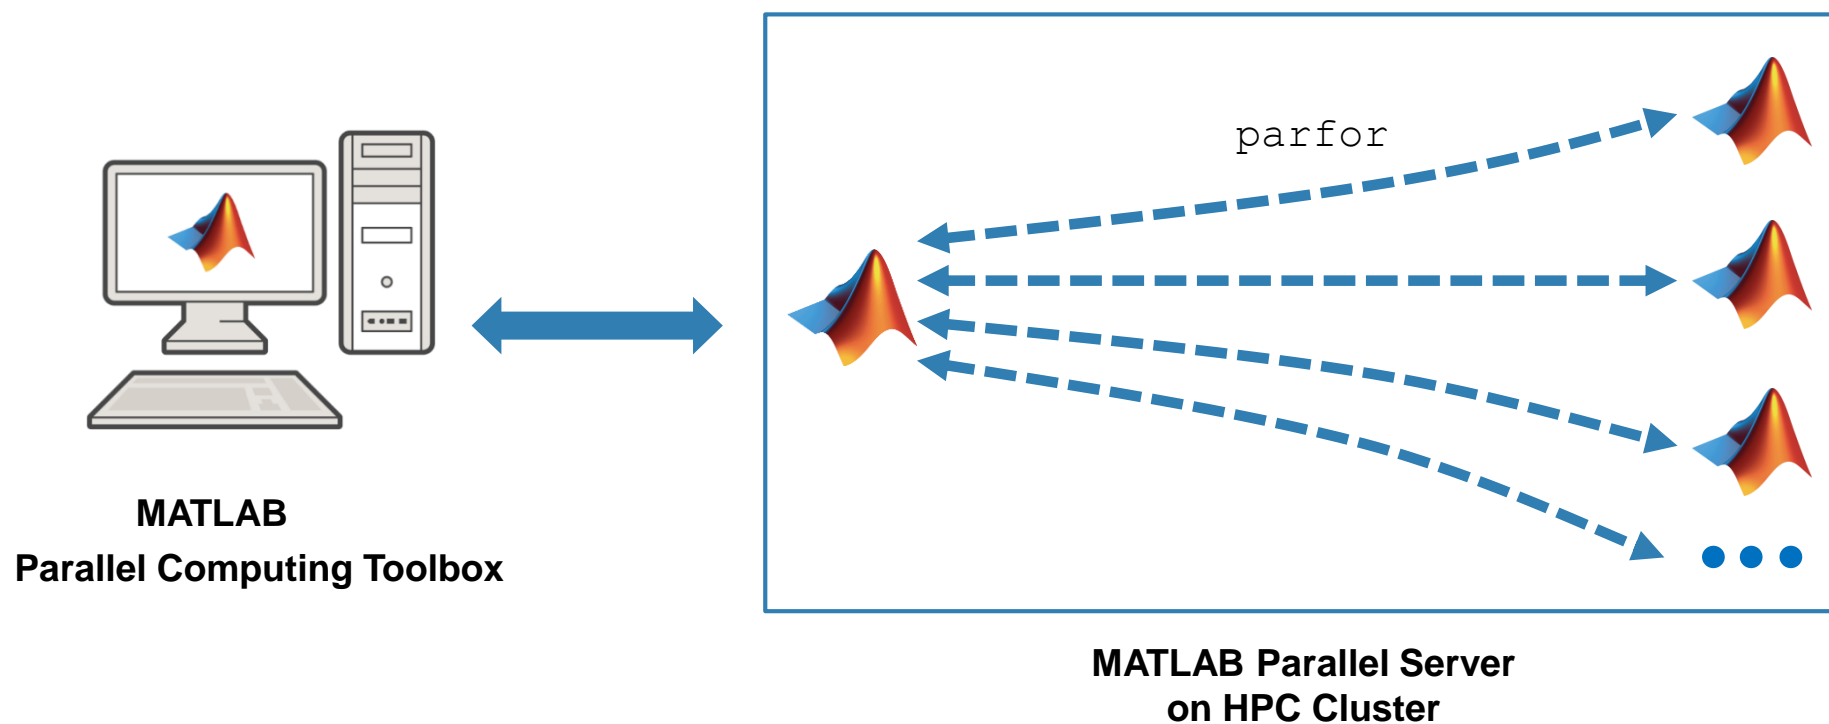 parfor
MATLAB
Parallel Computing Toolbox
MATLAB Parallel Server
on HPC Cluster